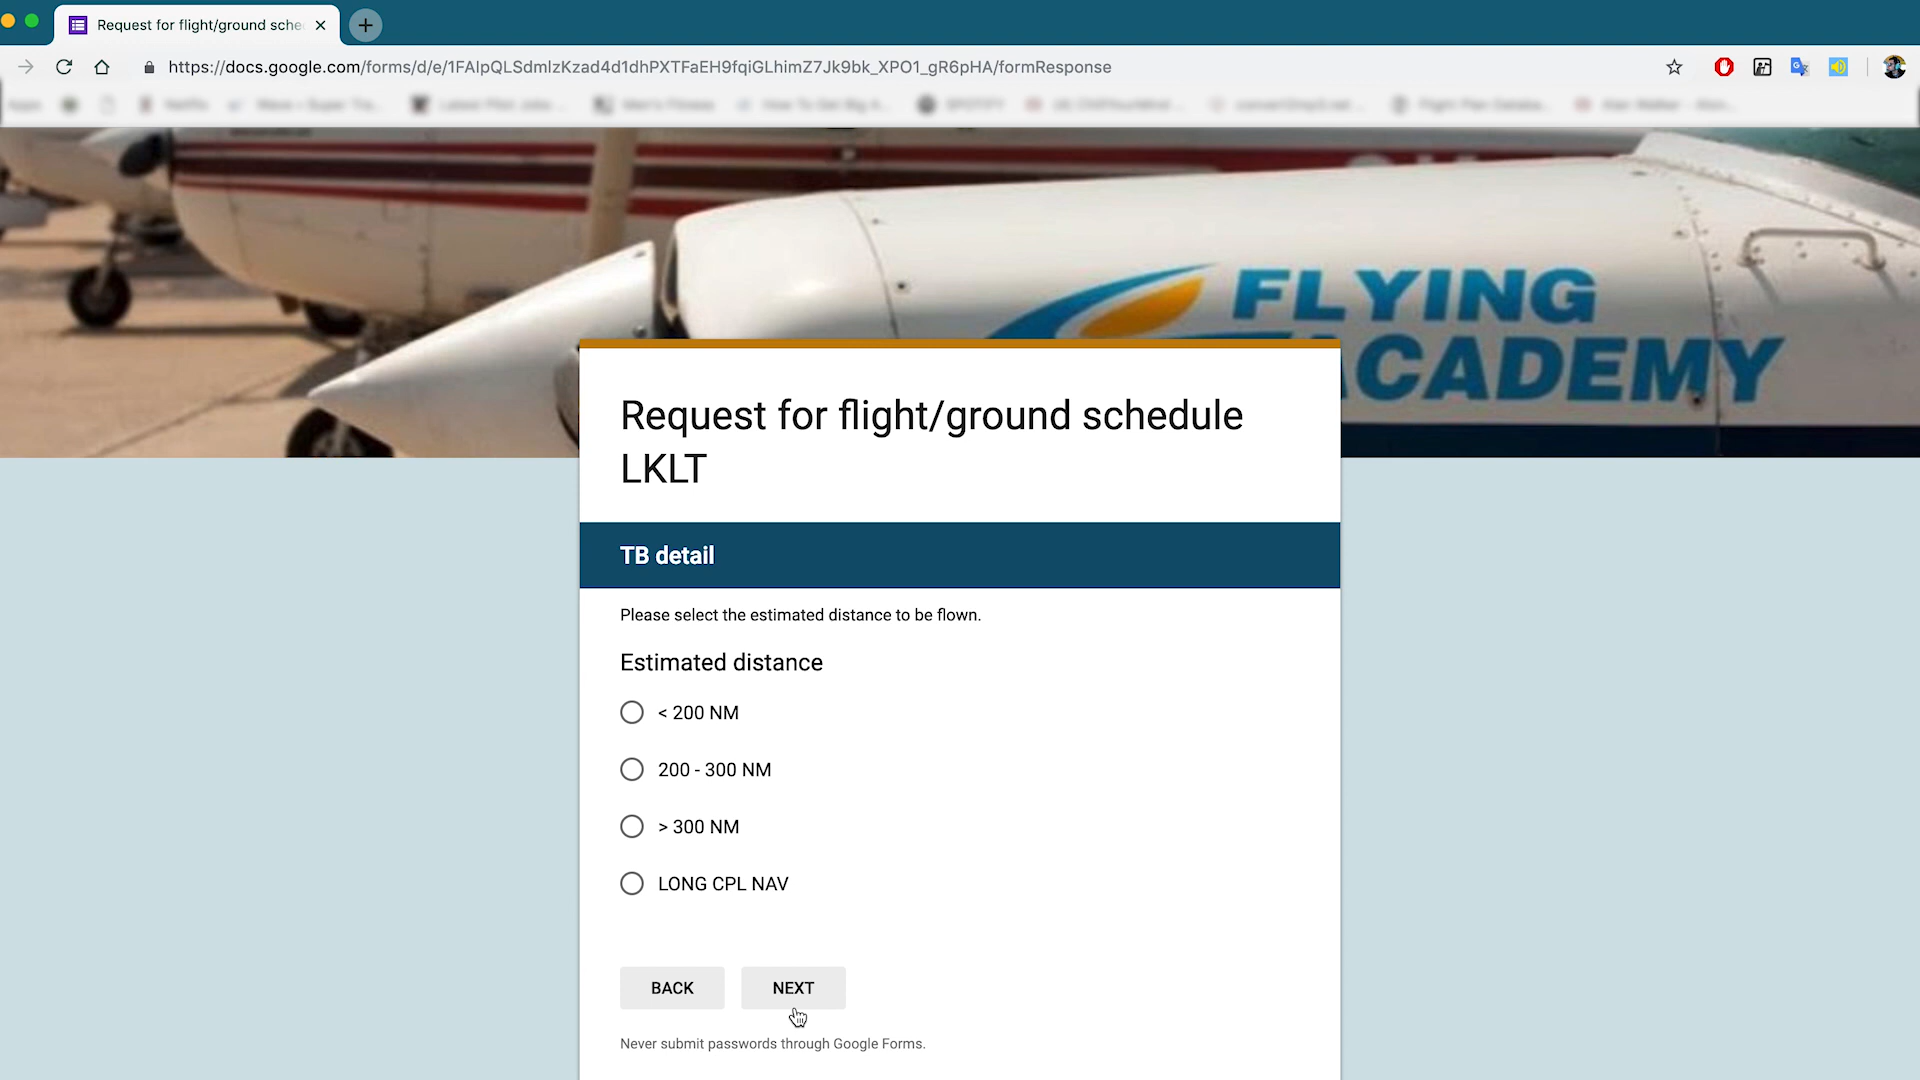 Request for flight/ground sche
https://docs.google.com/forms/d/e/1FAIpQLSdmIzKzad4d1dhPXTFaEH9fqiGLhimZ7Jk9bk_XPO1_gR6pHA/formResponse
FLYING
ACADEMY
Request for flight/ground schedule
LKLT
TB detail
Please select the estimated distance to be flown.
Estimated distance
< 200 NM
200 - 300 NM
> 300 NM
LONG CPL NAV
BACK NEXT
Never submit passwords through Google Forms.